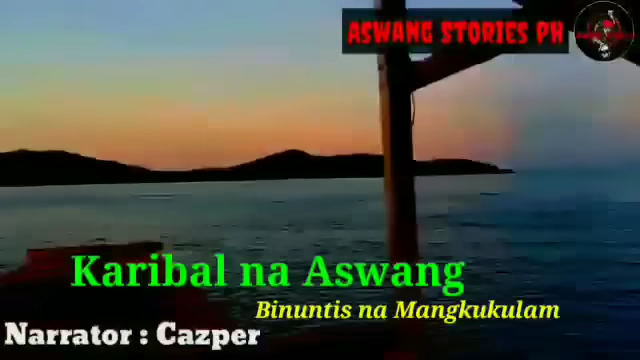 ASWANG STORIES PH
Karibal na Aswang
Binuntis na Mangkukulam
Narrator : Cazper